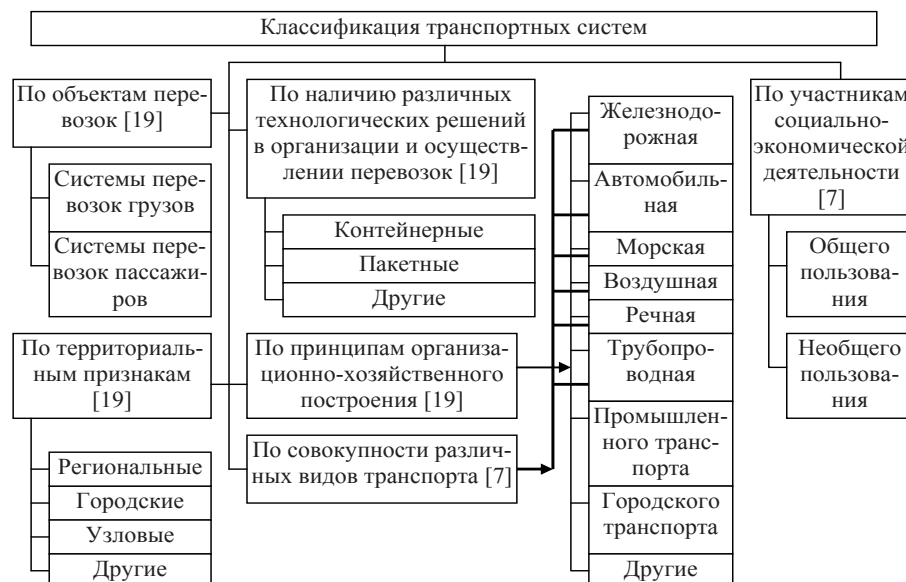 Классификация транспортных систем
По объектам пере-
возок [19]
Системы пере-
возок грузов
Системы пере-
возок пассажи-
ров
По территориаль-
ным признакам
[19]
Региональные
Городские
Узловые
Другие
По наличию различных
технологических решений
в организации и осуществ-
лении перевозок [19]
Контейнерные
Пакетные
Другие
По принципам организа-
ционно-хозяйственного
построения [19]
По совокупности различ-
ных видов транспорта [7]
Железнодо-
рожная
Автомобиль-
ная
Морская
Воздушная
Речная
Трубопро-
водная
Промышлен-
ного транс-
порта
Городского
транспорта
Другие
По участникам
социально-
экономической
деятельности
[7]
Общего
пользова-
ния
Необщего
пользова-
ния